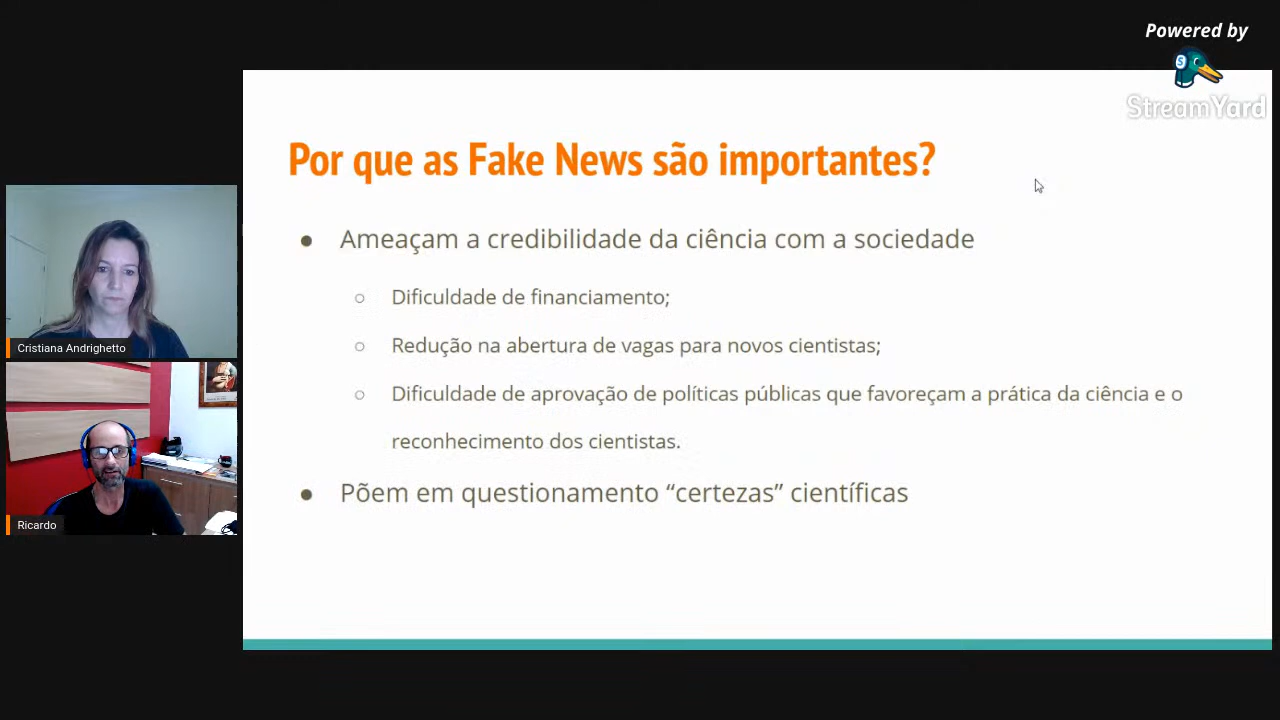 Powered by
StreamYard
Por que as Fake News são importantes?
● Ameaçam a credibilidade da ciência com a sociedade
○ Dificuldade de financiamento;
○ Redução na abertura de vagas para novos cientistas;
○ Dificuldade de aprovação de políticas públicas que favoreçam a prática da ciência e o
reconhecimento dos cientistas.
● Põem em questionamento “certezas” científicas
Cristiana Andrighetto
Ricardo